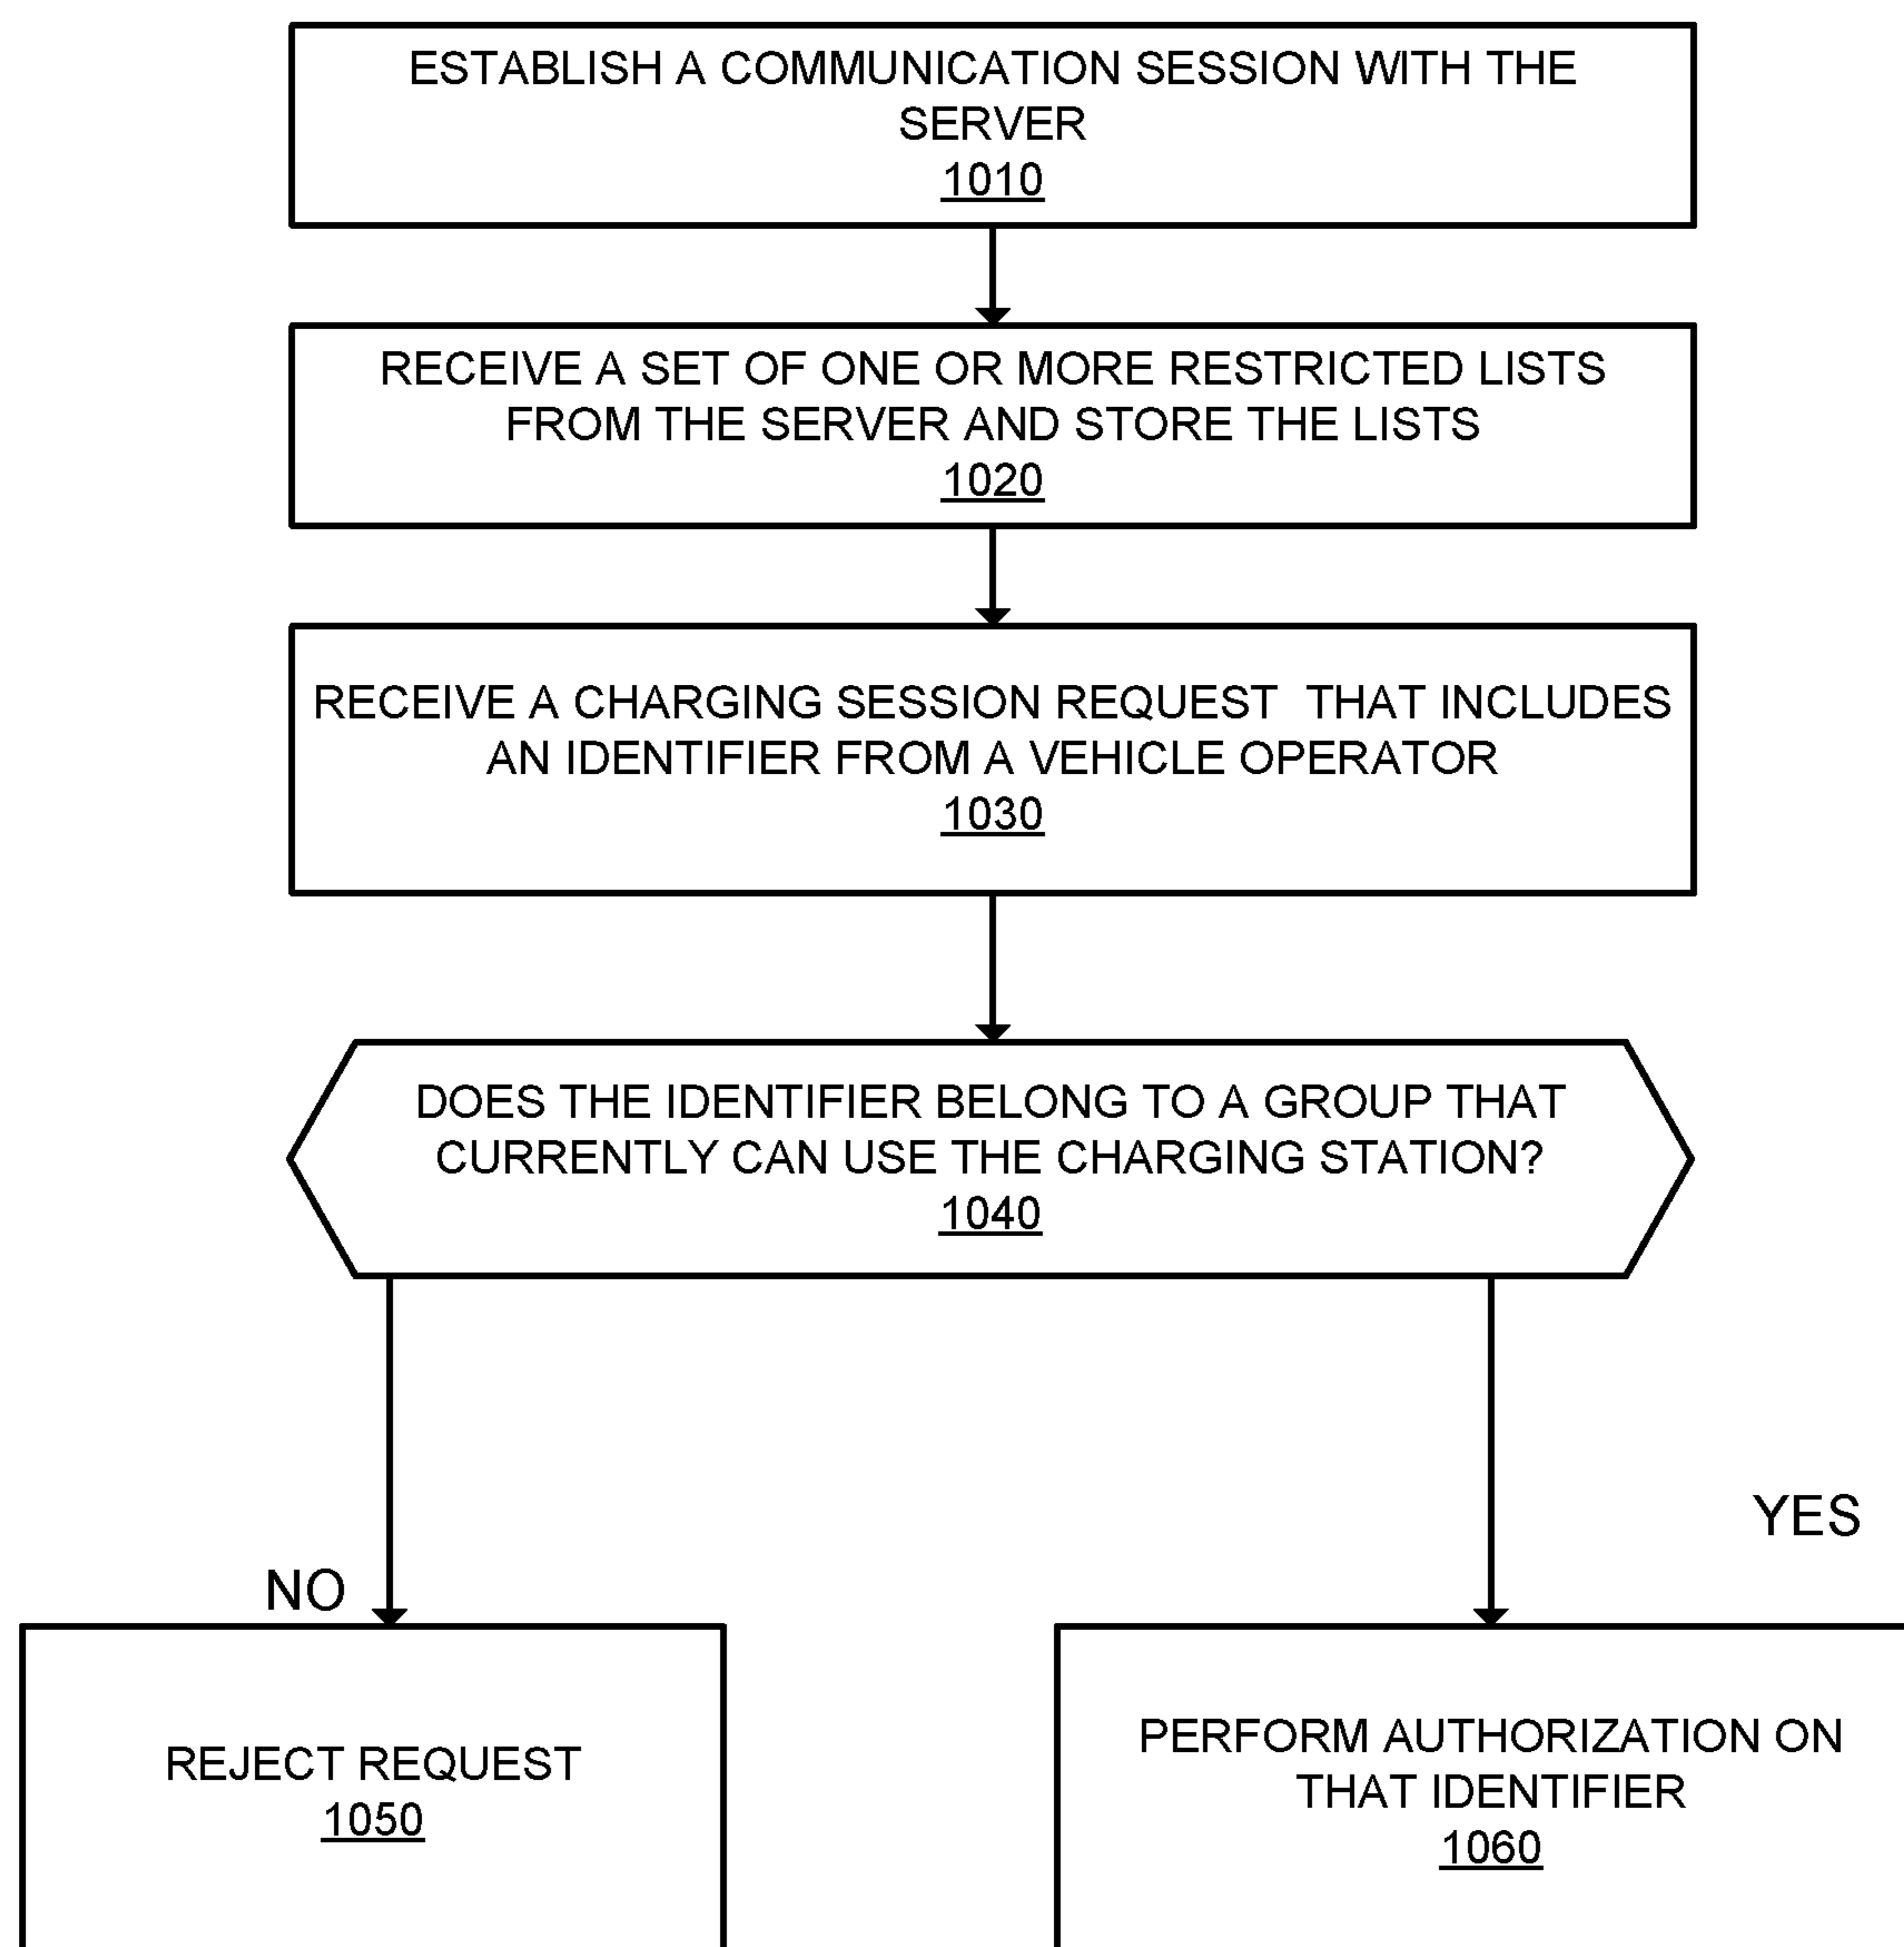 ESTABLISH A COMMUNICATION SESSION WITH THE
SERVER
1010
RECEIVE A SET OF ONE OR MORE RESTRICTED LISTS
FROM THE SERVER AND STORE THE LISTS
1020
RECEIVE A CHARGING SESSION REQUEST THAT INCLUDES
AN IDENTIFIER FROM A VEHICLE OPERATOR
1030
DOES THE IDENTIFIER BELONG TO A GROUP THAT
CURRENTLY CAN USE THE CHARGING STATION?
1040
NO
YES
REJECT REQUEST
1050
PERFORM AUTHORIZATION ON
THAT IDENTIFIER
1060